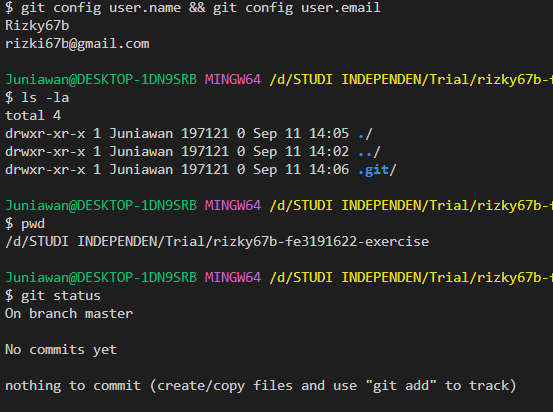 $ git config user.name && git config user.email
Rizky67b
rizki67b@gmail.com
Juniawan@DESKTOP-1DN9SRB MINGW64 /d/STUDI INDEPENDEN/Trial/rizky67b-f
$ ls -la
total 4
drwxr-xr-x 1 Juniawan 197121 0 Sep 11 14:05 ./
drwxr-xr-x 1 Juniawan 197121 0 Sep 11 14:02 ../
drwxr-xr-x 1 Juniawan 197121 0 Sep 11 14:06 .git/
Juniawan@DESKTOP-1DN9SRB MINGW64 /d/STUDI INDEPENDEN/Trial/rizky67b-f
$ pwd
/d/STUDI INDEPENDEN/Trial/rizky67b-fe3191622-exercise
Juniawan@DESKTOP-1DN9SRB MINGW64 /d/STUDI INDEPENDEN/Trial/rizky67b-f
$ git status
On branch master
No commits yet
nothing to commit (create/copy files and use "git add" to track)